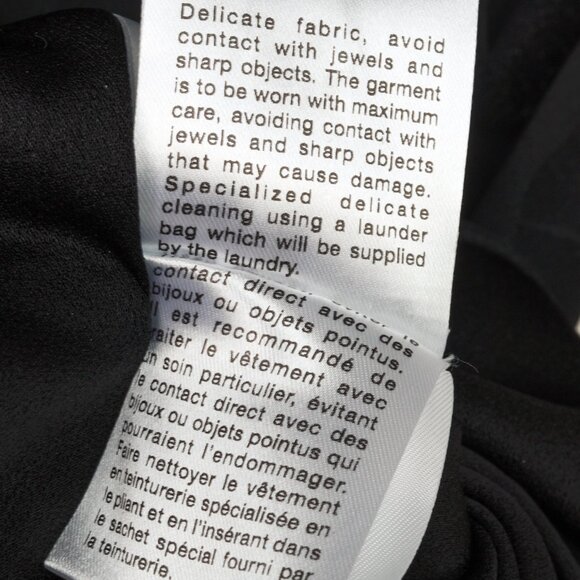 Delicate fabric, avoid
contact with jewels and
sharp objects. The garment
is to be worn with maximum
care, avoiding contact with
jewels and sharp objects
that may cause damage.
Specialized delicate
cleaning using a launder
bag which will be supplied
by the laundry.
contact direct avec des
bijoux ou objets pointus.
Il est recommandé de
raiter le vêtement avec
un soin particulier, évitant
le contact direct avec des
bijoux ou objets pointus qui
pourraient l'endommager.
Faire nettoyer le vêtement
en teinturerie spécialisée en
le pliant et en l'insérant dans
le sachet spécial fourni par
la teinturerie.